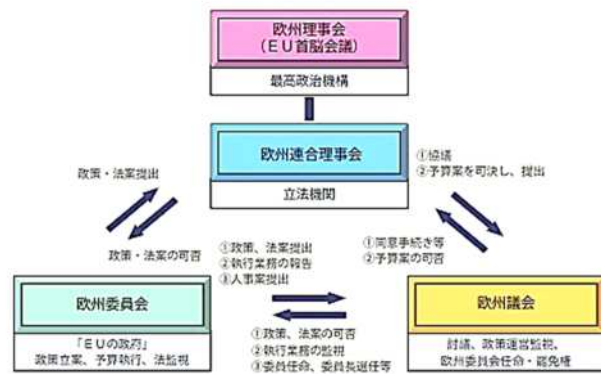 欧州理事会
（ＥＵ首脳会議）
最高政治機構
欧州連合理事会
立法機関
①協議
②予算案を可決し、提出
政策・法案提出
政策・法案の可否
①政策、法案提出
②執行業務の報告
③人事案提出
①同意手続き等
②予算案の可否
欧州委員会
「ＥＵの政府」
政策立案、予算執行、法監視
①政策、法案の可否
②執行業務の監視
③委員任命、委員長選任等
欧州議会
討議、政策運営監視、
欧州委員会任命・罷免権